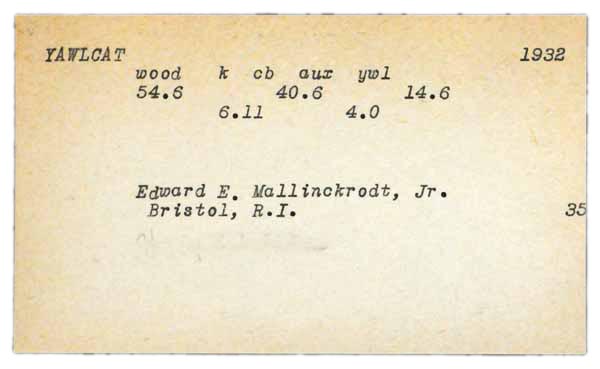 YAWLCAT 1932
wood k cb aux ywl
54.6 40.6 14.6
6.11 4.0
Edward E. Mallinckrodt, Jr.
Bristol, R.I. 35